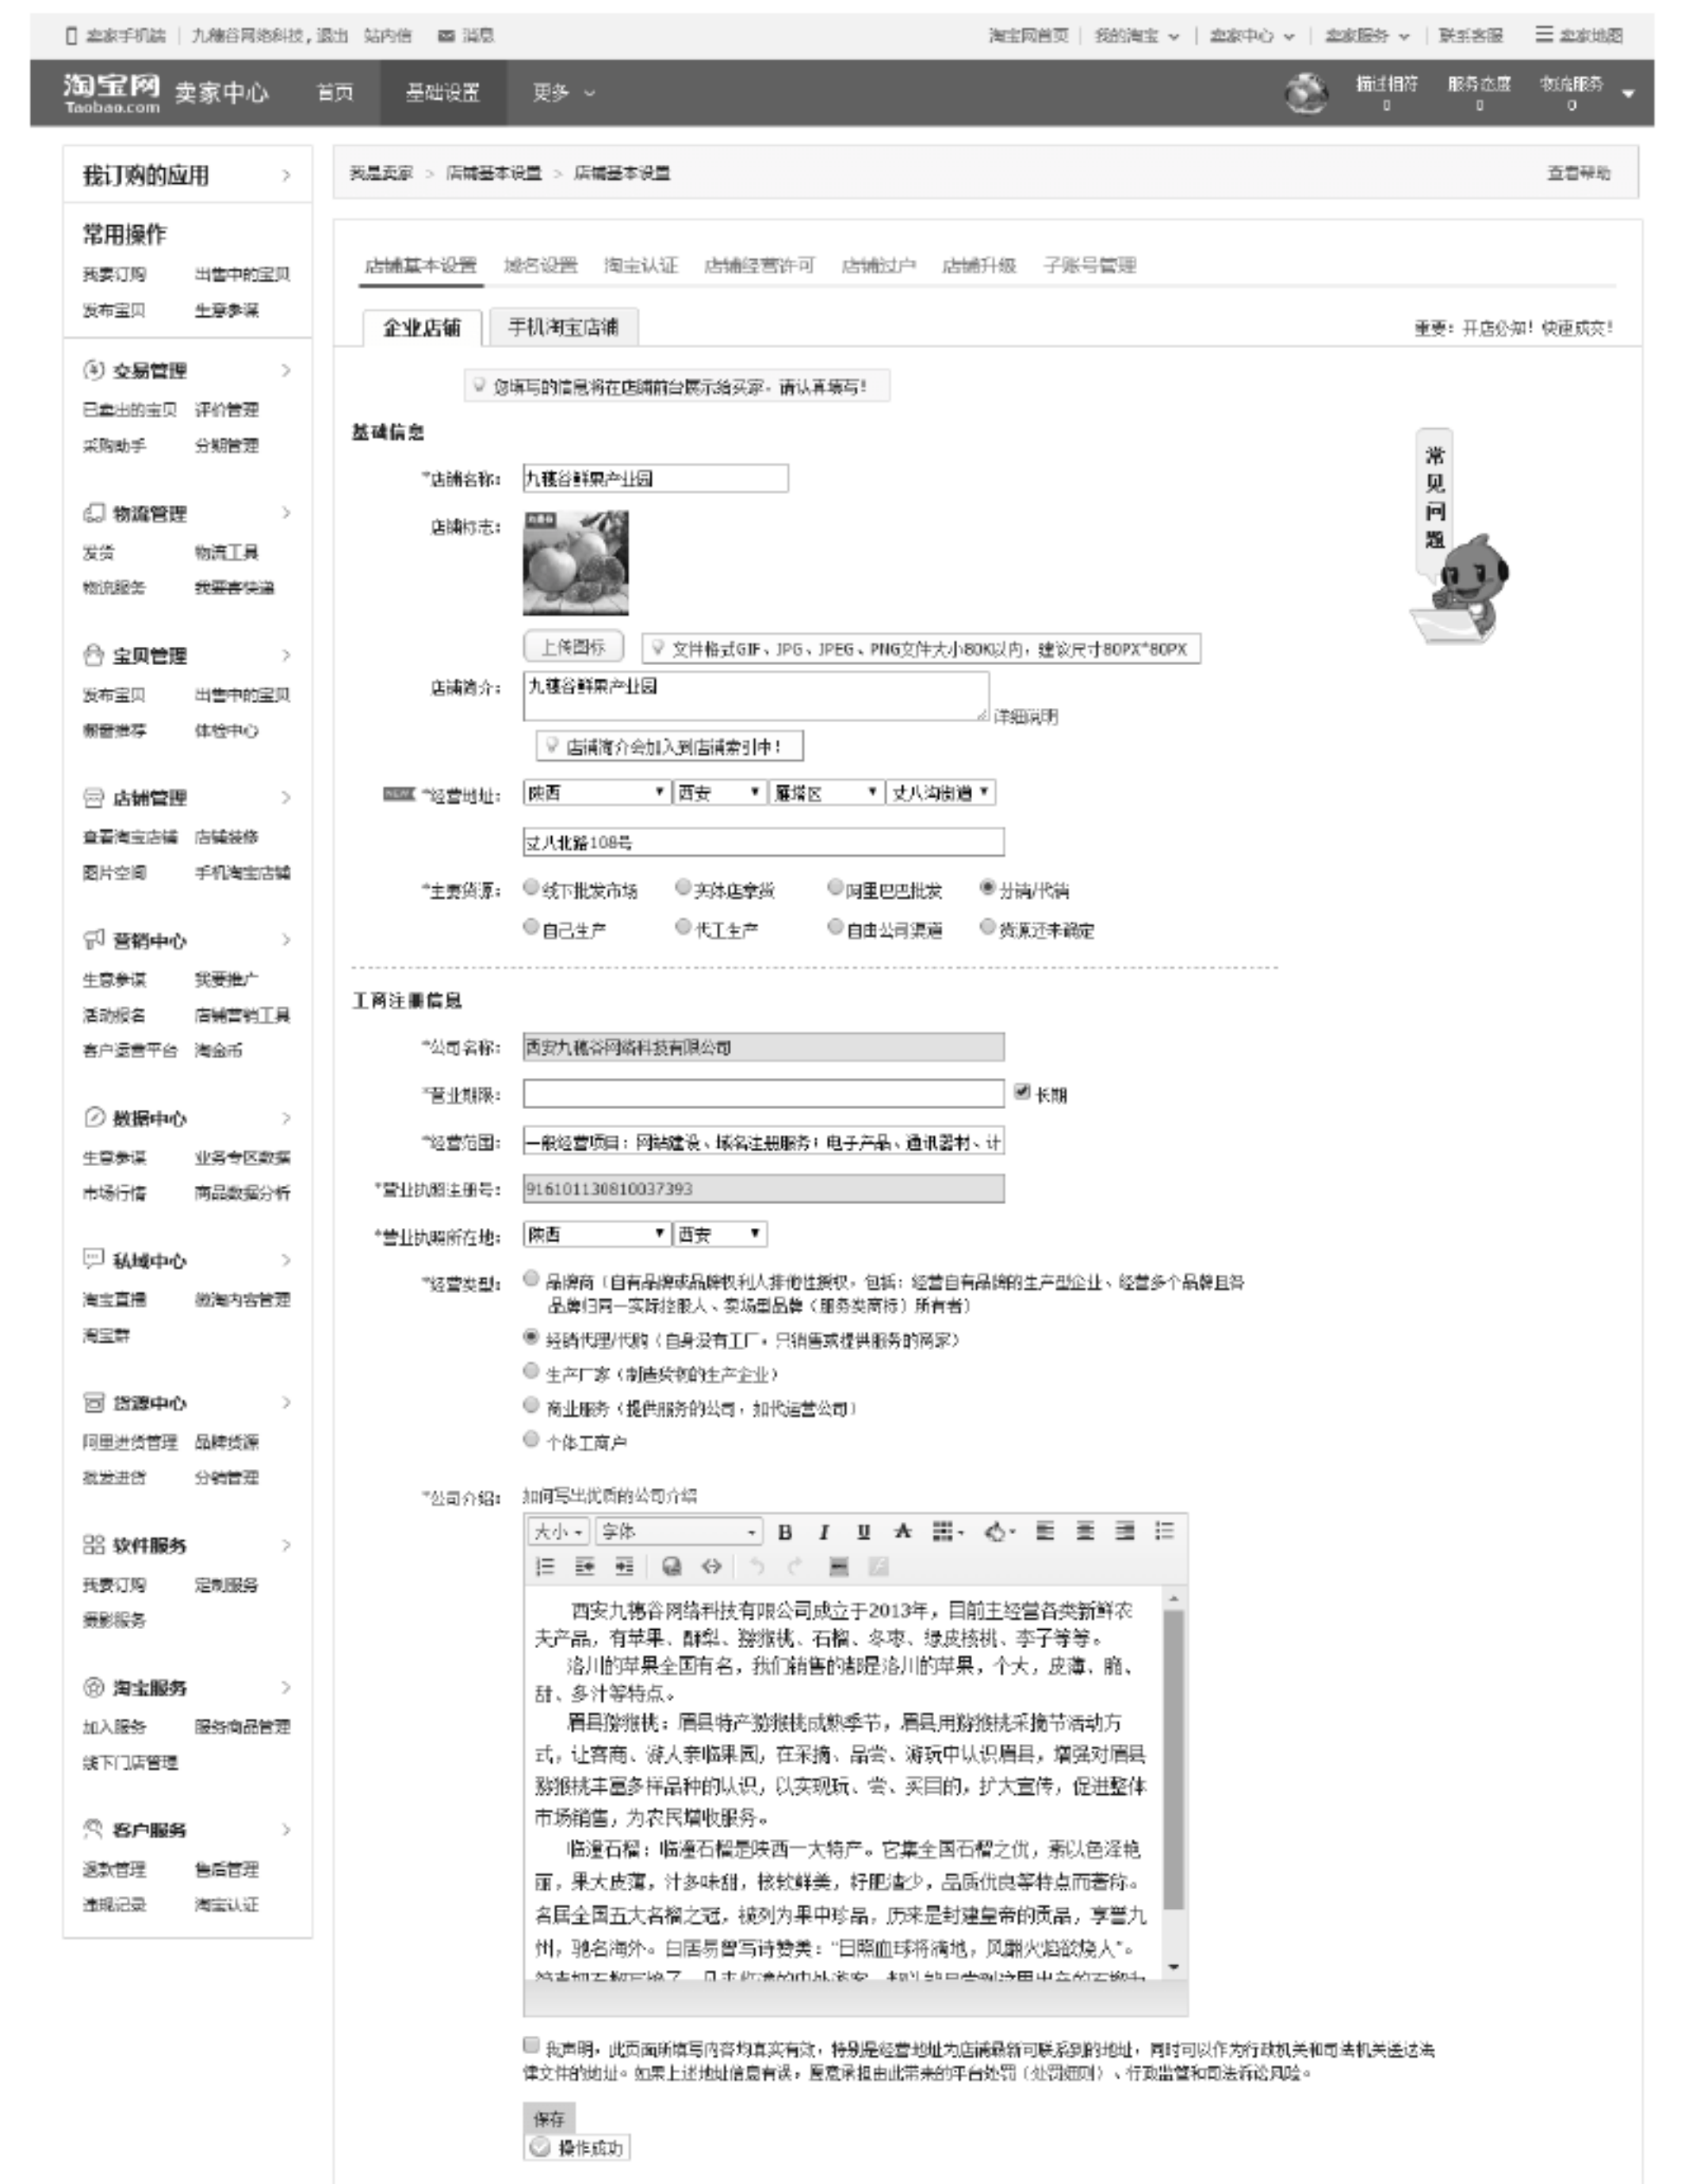 卖家手机端 九穗谷网络科技,退出 站内信 消息 淘宝网首页 我的淘宝 卖家中心 卖家服务 联系客服 卖家地图
淘宝网 卖家中心 首页 基础设置 更多 描述相符 服务态度 物流服务
Taobao.com 0 0 0
我订购的应用
常用操作
我要订购 出售中的宝贝
发布宝贝 生意参谋
交易管理
已卖出的宝贝 评价管理
采购助手 分期管理
物流管理
发货 物流工具
物流服务 我要寄快递
宝贝管理
发布宝贝 出售中的宝贝
橱窗推荐 体检中心
店铺管理
查看淘宝店铺 店铺装修
图片空间 手机淘宝店铺
营销中心
生意参谋 我要推广
活动报名 店铺营销工具
客户运营平台 淘金币
数据中心
生意参谋 业务专区数据
市场行情 商品数据分析
私域中心
淘宝直播 微淘内容管理
淘宝群
货源中心
阿里进货管理 品牌货源
批发进货 分销管理
软件服务
我要订购 定制服务
摄影服务
淘宝服务
加入服务 服务商品管理
线下门店管理
客户服务
退款管理 售后管理
违规记录 淘宝认证
我是卖家 > 店铺基本设置 > 店铺基本设置 查看帮助
店铺基本设置 域名设置 淘宝认证 店铺经营许可 店铺过户 店铺升级 子账号管理
企业店铺 手机淘宝店铺 重要：开店必知！快速成交！
您填写的信息将在店铺前台展示给买家，请认真填写！
基础信息
常见问题
*店铺名称： 九穗谷鲜果产业园
店铺标志：
上传图标 文件格式GIF、JPG、JPEG、PNG文件大小80K以内，建议尺寸80PX*80PX
店铺简介： 九穗谷鲜果产业园
详细说明
店铺简介会加入到店铺索引中！
NEW *经营地址： 陕西 西安 雁塔区 丈八沟街道
丈八北路108号
*主要货源： 线下批发市场 实体店拿货 阿里巴巴批发 分销/代销
自己生产 代工生产 自由公司渠道 货源还未确定
工商注册信息
*公司名称： 西安九穗谷网络科技有限公司
*营业期限： 长期
*经营范围： 一般经营项目：网站建设、域名注册服务；电子产品、通讯器材、计
*营业执照注册号： 916101130810037393
*营业执照所在地： 陕西 西安
*经营类型： 品牌商（自有品牌或品牌权利人排他性授权，包括：经营自有品牌的生产型企业、经营多个品牌且各
品牌归同一实际控股人、卖场型品牌（服务类商标）所有者）
经销代理/代购（自身没有工厂，只销售或提供服务的商家）
生产厂家（制造货物的生产企业）
商业服务（提供服务的公司，如代运营公司）
个体工商户
*公司介绍： 如何写出优质的公司介绍
大小 字体 B I U A
西安九穗谷网络科技有限公司成立于2013年，目前主经营各类新鲜农
夫产品，有苹果、酥梨、猕猴桃、石榴、冬枣、绿皮核桃、李子等等。
洛川的苹果全国有名，我们销售的都是洛川的苹果，个大，皮薄、脆、
甜、多汁等特点。
眉县猕猴桃：眉县特产猕猴桃成熟季节，眉县用猕猴桃采摘节活动方
式，让客商、游人亲临果园，在采摘、品尝、游玩中认识眉县，增强对眉县
猕猴桃丰富多样品种的认识，以实现玩、尝、买目的，扩大宣传，促进整体
市场销售，为农民增收服务。
临潼石榴：临潼石榴是陕西一大特产。它集全国石榴之优，素以色泽艳
丽，果大皮薄，汁多味甜，核软鲜美，籽肥渣少，品质优良等特点而著称。
名居全国五大名榴之冠，被列为果中珍品，历来是封建皇帝的贡品，享誉九
州，驰名海外。白居易曾写诗赞美：“日照血球将滴地，风翻火焰欲烧人”。
我声明，此页面所填写内容均真实有效，特别是经营地址为店铺最新可联系到的地址，同时可以作为行政机关和司法机关送达法
律文件的地址。如果上述地址信息有误，愿意承担由此带来的平台处罚（处罚细则）、行政监管和司法诉讼风险。
保存
操作成功